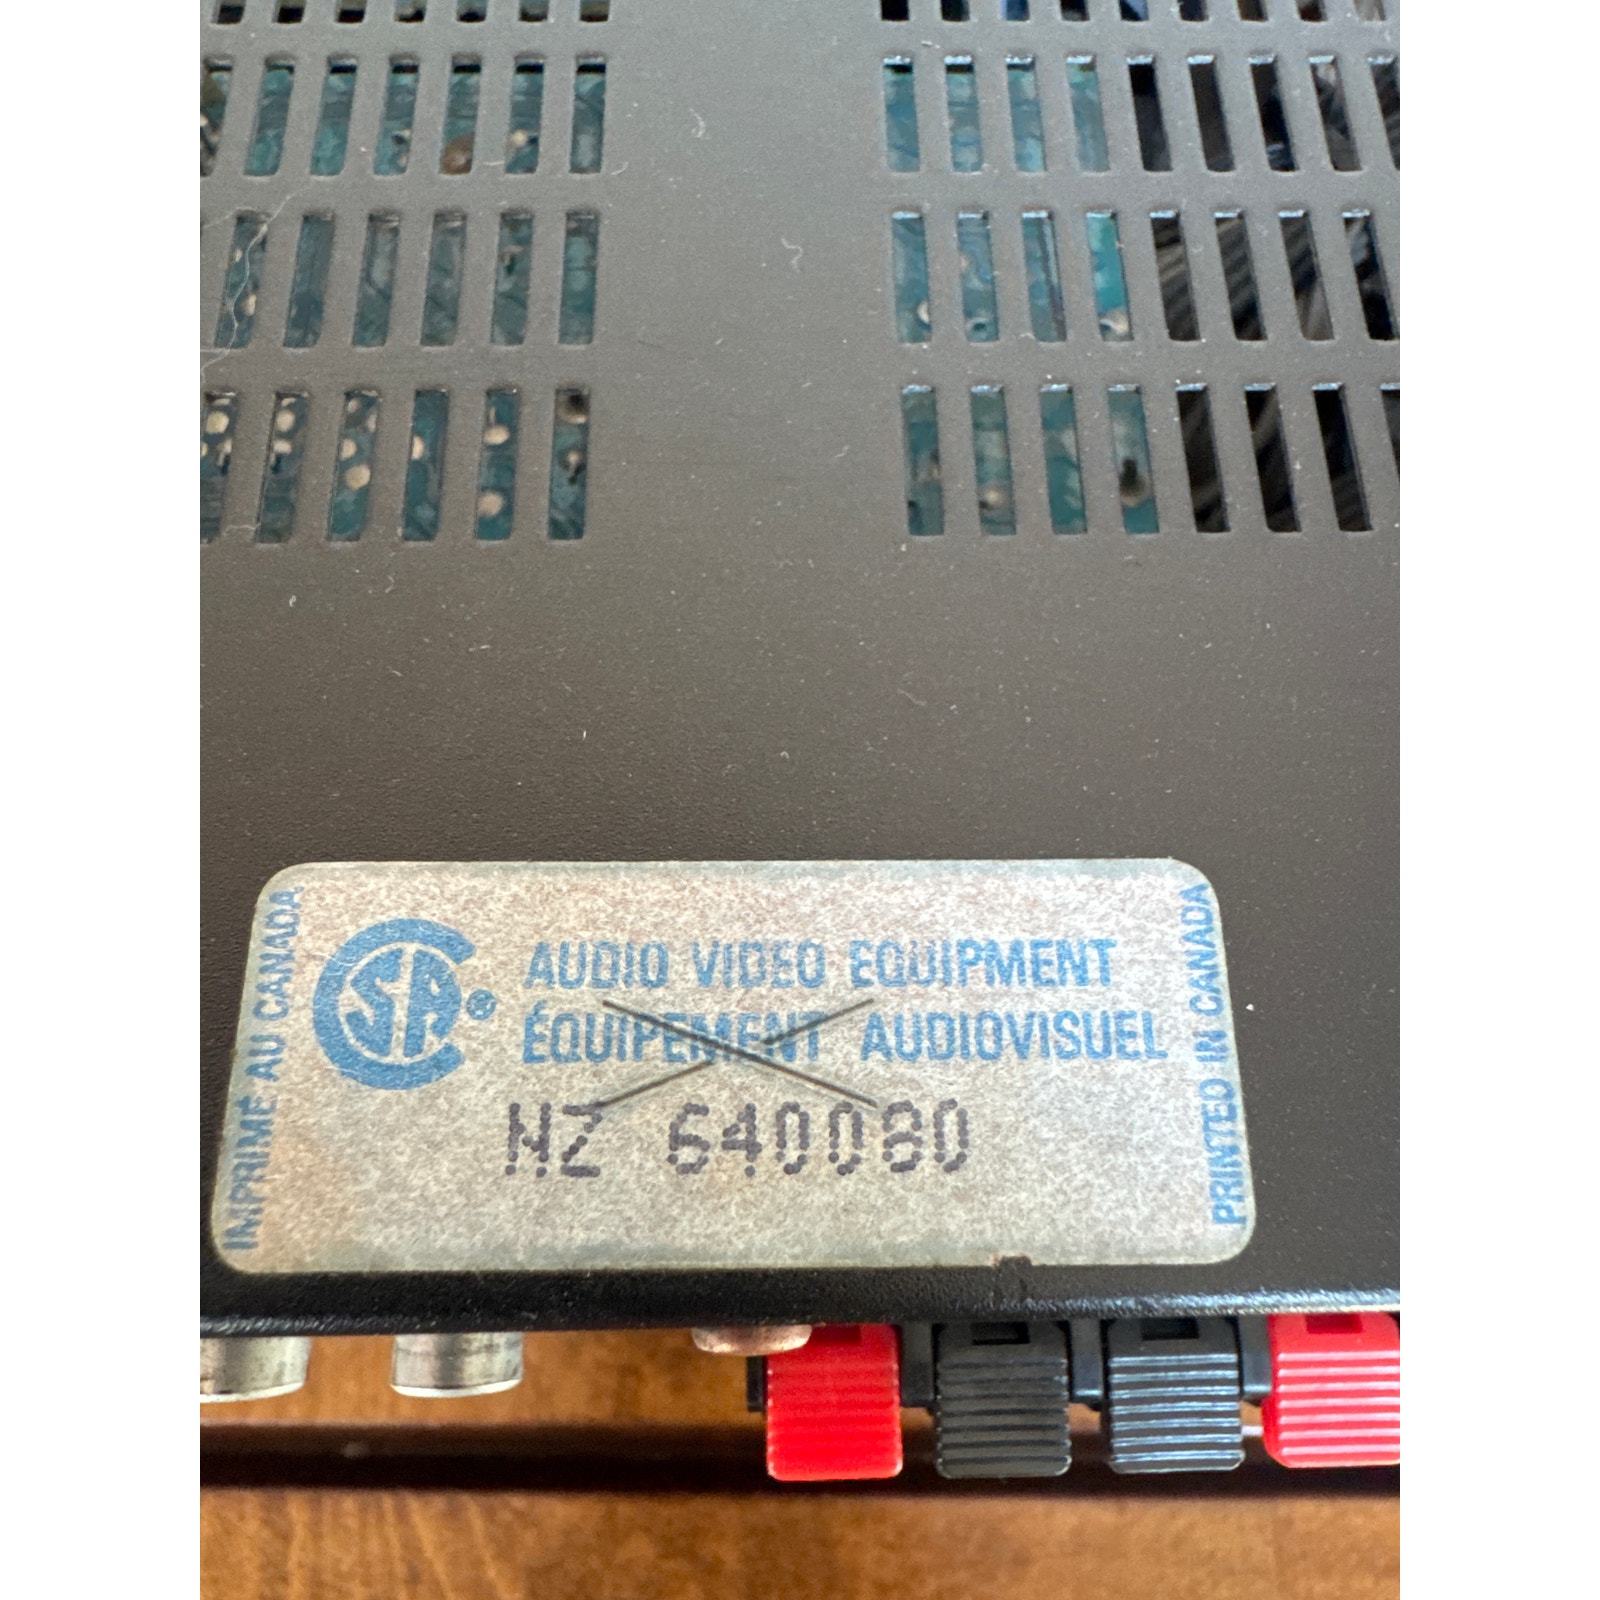 IMPRIMÉ AU CANADA
CSA®
AUDIO VIDEO EQUIPMENT
ÉQUIPEMENT AUDIOVISUEL
NZ 640080
PRINTED IN CANADA